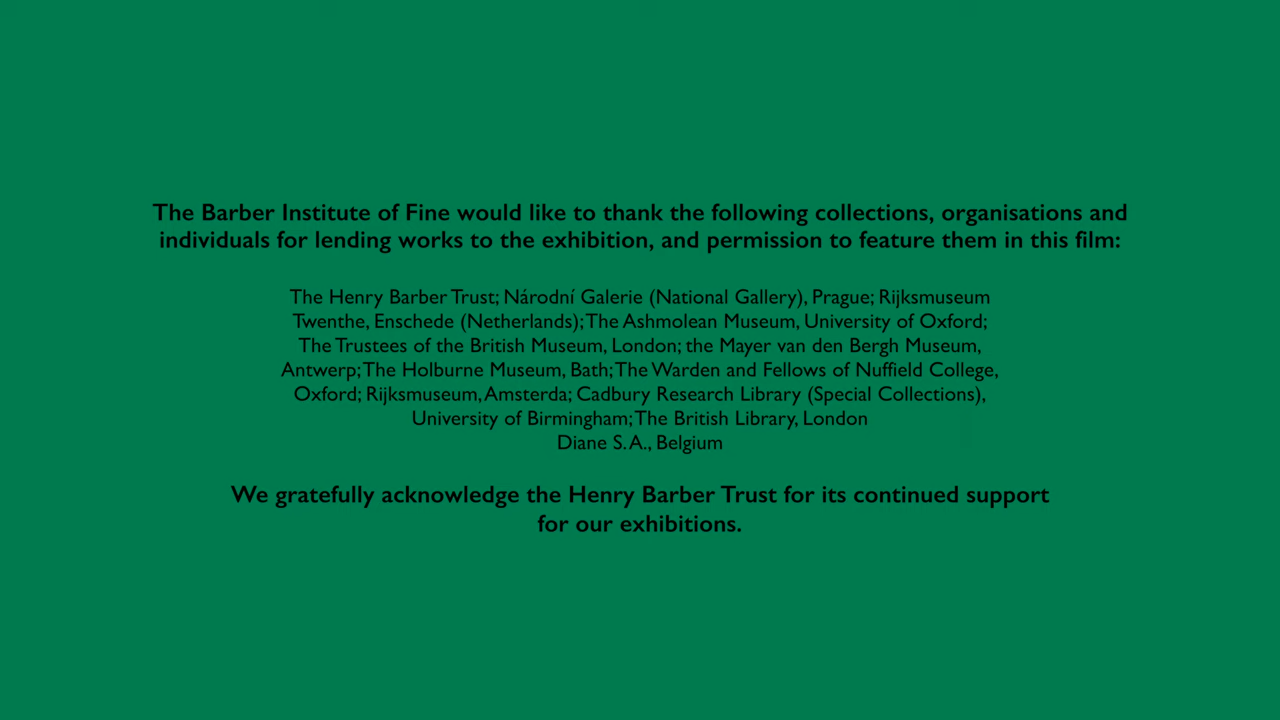 The Barber Institute of Fine would like to thank the following collections, organisations and
individuals for lending works to the exhibition, and permission to feature them in this film:
The Henry Barber Trust; Národní Galerie (National Gallery), Prague; Rijksmuseum
Twenthe, Enschede (Netherlands); The Ashmolean Museum, University of Oxford;
The Trustees of the British Museum, London; the Mayer van den Bergh Museum,
Antwerp; The Holburne Museum, Bath; The Warden and Fellows of Nuffield College,
Oxford; Rijksmuseum, Amsterda; Cadbury Research Library (Special Collections),
University of Birmingham; The British Library, London
Diane S. A., Belgium
We gratefully acknowledge the Henry Barber Trust for its continued support
for our exhibitions.